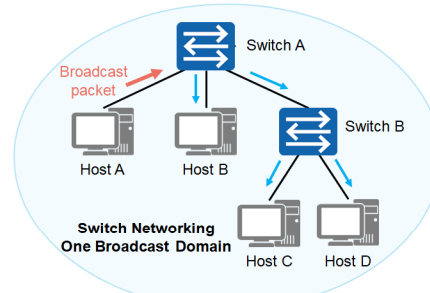 Switch A
Broadcast
packet
Switch B
Host A
Host B
Switch Networking
One Broadcast Domain
Host C
Host D